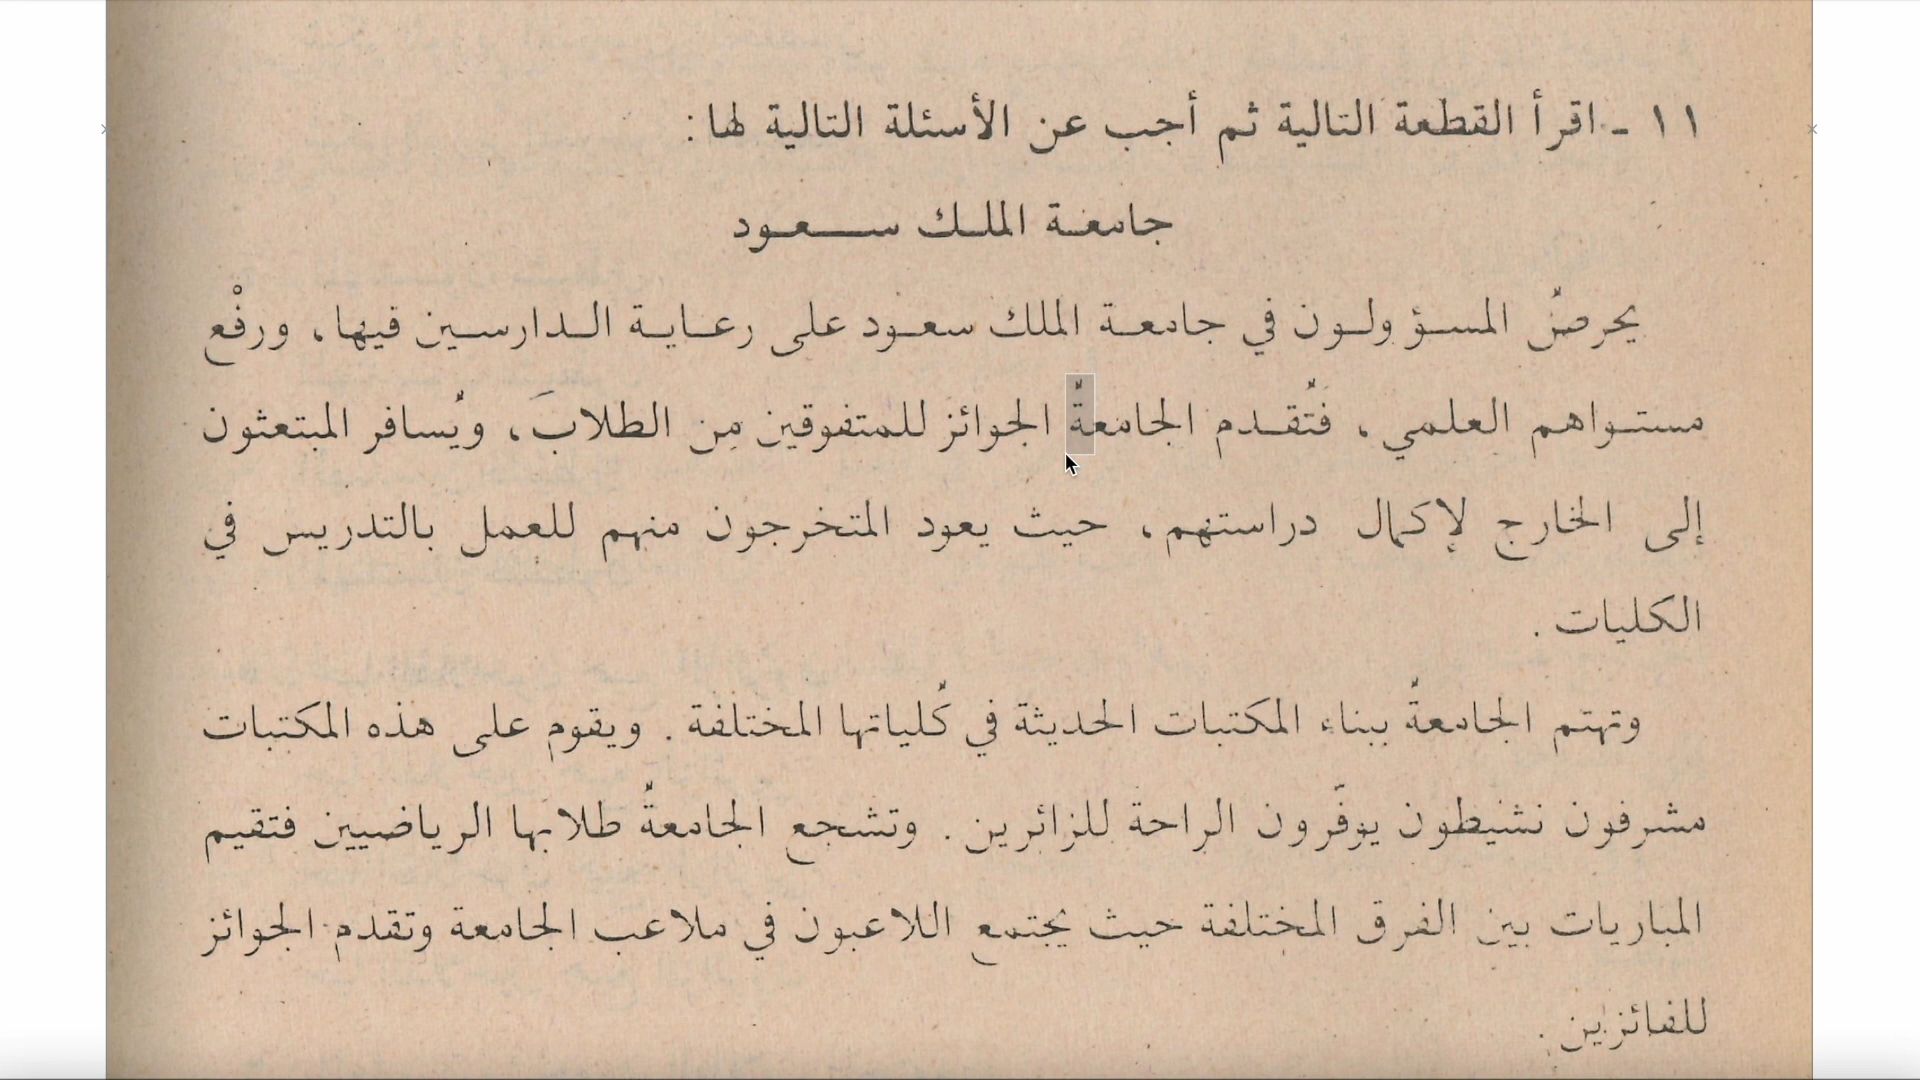 ١١ - اقرأ القطعة التالية ثم أجب عن الأسئلة التالية لها :
جامعة الملك سعود
يحرصُ المسؤولون في جامعة الملك سعود على رعاية الدارسين فيها، ورفْع
مستواهم العلمي ، فتُقدم الجامعةُ الجوائز للمتفوقين مِن الطلابَ، ويُسافر المبتعثون
إلى الخارج لإكمال دراستهم، حيث يعود المتخرجون منهم للعمل بالتدريس في
الكليات .
وتهتم الجامعةُ ببناء المكتبات الحديثة في كُلياتها المختلفة . ويقوم على هذه المكتبات
مشرفون نشيطون يوفّرون الراحة للزائرين . وتشجع الجامعةُ طلابها الرياضيين فتقيم
المباريات بين الفرق المختلفة حيث يجتمع اللاعبون في ملاعب الجامعة وتقدم الجوائز
للفائزين .